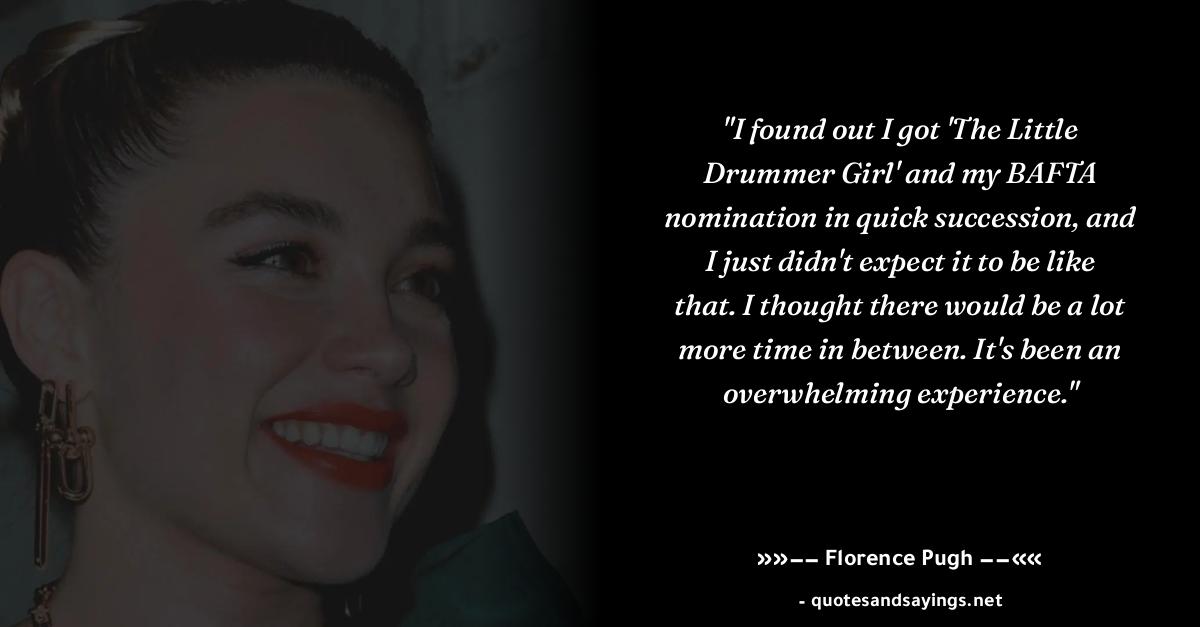 "I found out I got 'The Little
Drummer Girl' and my BAFTA
nomination in quick succession, and
I just didn't expect it to be like
that. I thought there would be a lot
more time in between. It's been an
overwhelming experience."
»»—— Florence Pugh ——««
- quotesandsayings.net